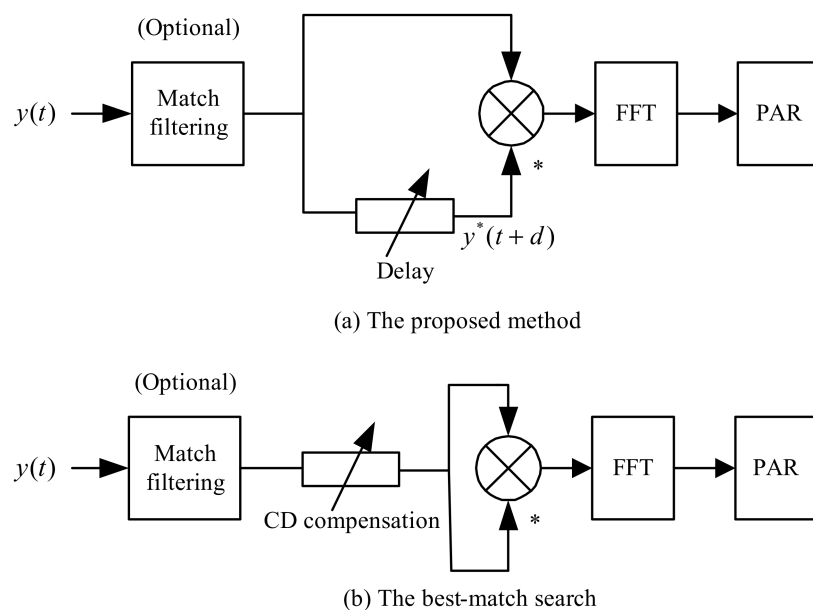 (Optional)
y(t)
Match
filtering
FFT
PAR
*
y*(t + d)
Delay
(a) The proposed method
(Optional)
y(t)
Match
filtering
FFT
PAR
*
CD compensation
(b) The best-match search